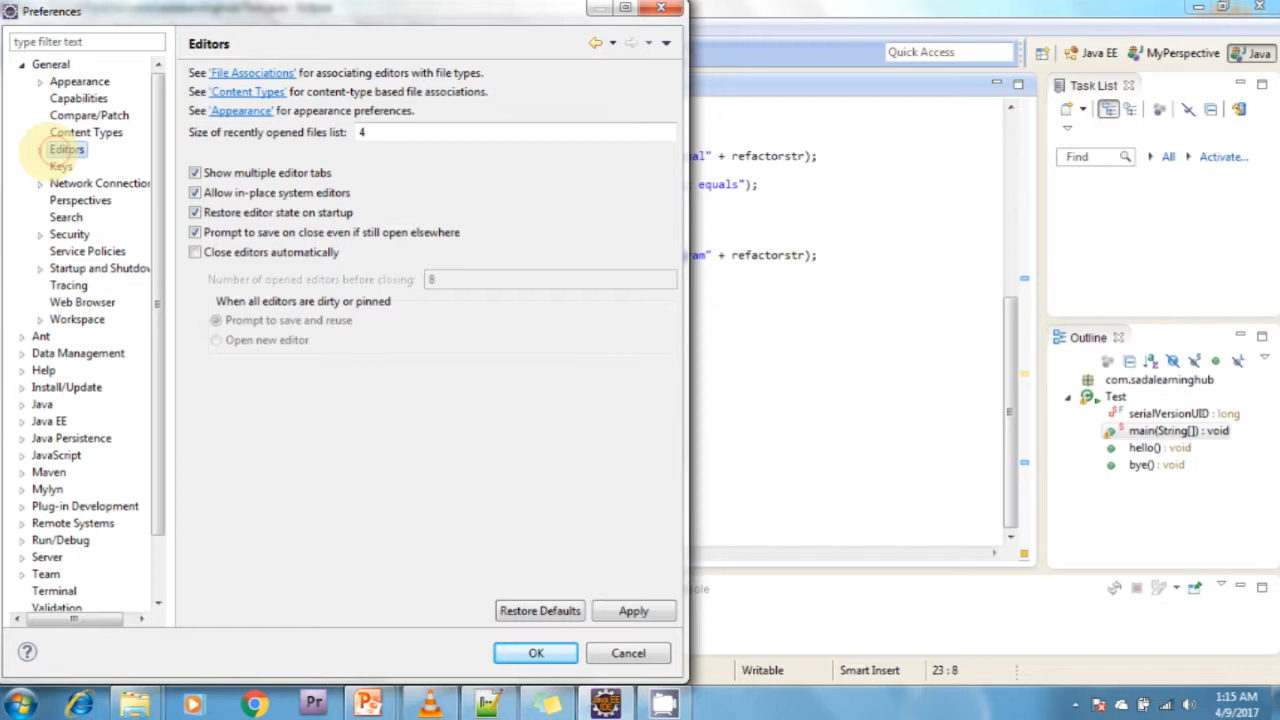 Preferences
type filter text
General
Appearance
Capabilities
Compare/Patch
Content Types
Editors
Keys
Network Connection
Perspectives
Search
Security
Service Policies
Startup and Shutdov
Tracing
Web Browser
Workspace
Ant
Data Management
Help
Install/Update
Java
Java EE
Java Persistence
JavaScript
Maven
Mylyn
Plug-in Development
Remote Systems
Run/Debug
Server
Team
Terminal
Validation
Editors
See 'File Associations' for associating editors with file types.
See 'Content Types' for content-type based file associations.
See 'Appearance' for appearance preferences.
Size of recently opened files list: 4
Show multiple editor tabs
Allow in-place system editors
Restore editor state on startup
Prompt to save on close even if still open elsewhere
Close editors automatically
Number of opened editors before closing: 8
When all editors are dirty or pinned
Prompt to save and reuse
Open new editor
Restore Defaults Apply
OK Cancel
Quick Access Java EE MyPerspective Java
al" + refactorstr);
equals");
am" + refactorstr);
Task List
Find All Activate...
Outline
com.sadalearninghub
Test
serialVersionUID : long
main(String[]) : void
hello() : void
bye() : void
ole
Writable Smart Insert 23 : 8
Pr
JavaEE
IDE
1:15 AM
4/9/2017